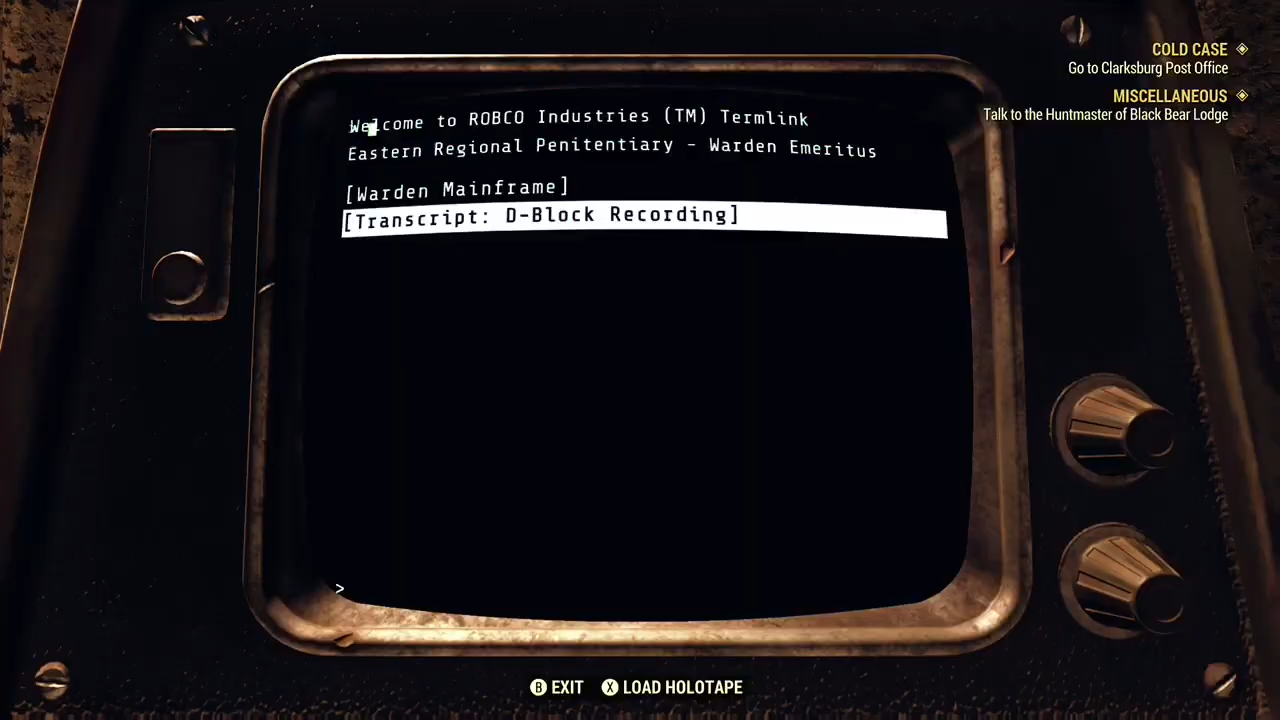 COLD CASE
Go to Clarksburg Post Office
MISCELLANEOUS
Talk to the Huntmaster of Black Bear Lodge
Welcome to ROBCO Industries (TM) Termlink
Eastern Regional Penitentiary - Warden Emeritus
[Warden Mainframe]
[Transcript: D-Block Recording]
>
B EXIT X LOAD HOLOTAPE